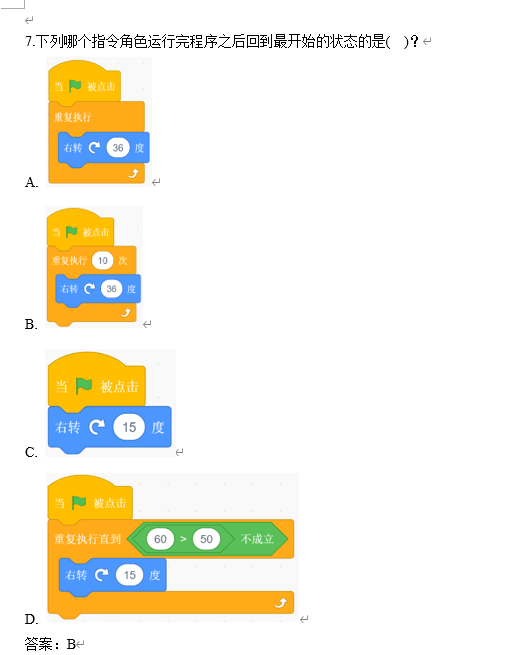 7.下列哪个指令角色运行完程序之后回到最开始的状态的是(    )?
当 被点击
重复执行
右转 36 度
A.
当 被点击
重复执行 10 次
右转 36 度
B.
当 被点击
右转 15 度
C.
当 被点击
重复执行直到 60 > 50 不成立
右转 15 度
D.
答案：B